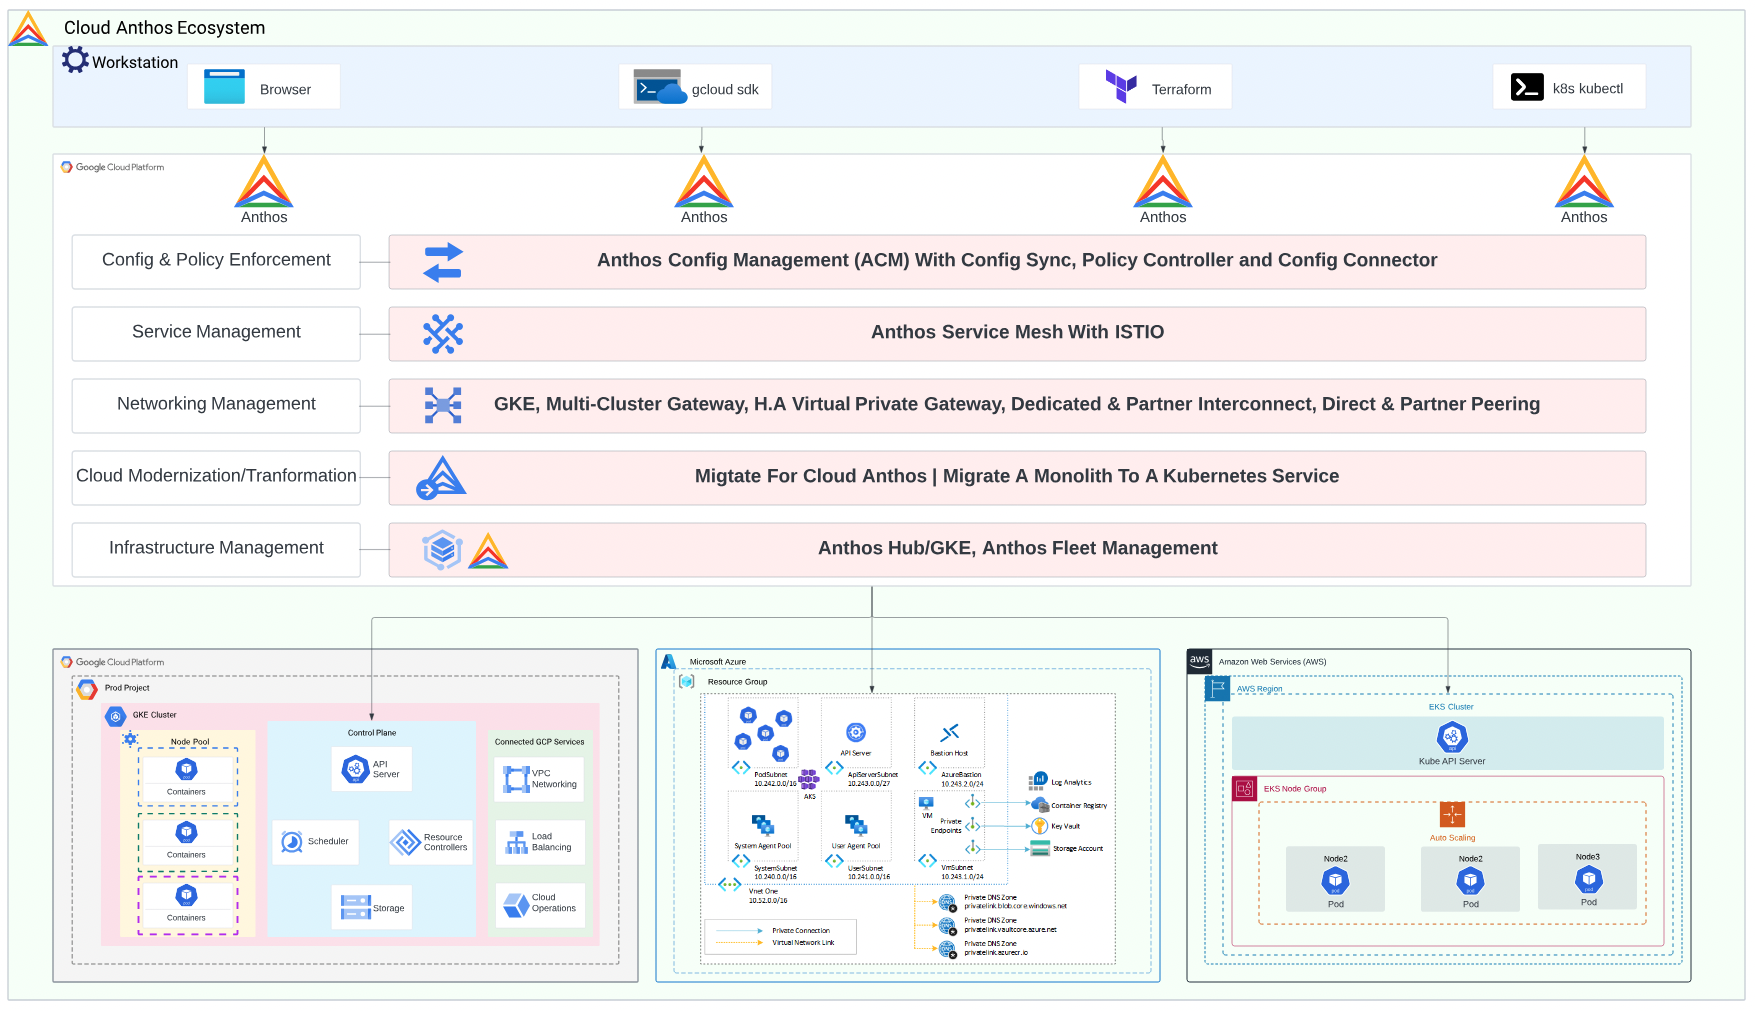 Cloud Anthos Ecosystem
Workstation
Browser
gcloud sdk
Terraform
k8s kubectl
Google Cloud Platform
Anthos
Anthos
Anthos
Anthos
Config & Policy Enforcement
Anthos Config Management (ACM) With Config Sync, Policy Controller and Config Connector
Service Management
Anthos Service Mesh With ISTIO
Networking Management
GKE, Multi-Cluster Gateway, H.A Virtual Private Gateway, Dedicated & Partner Interconnect, Direct & Partner Peering
Cloud Modernization/Tranformation
Migtate For Cloud Anthos | Migrate A Monolith To A Kubernetes Service
Infrastructure Management
Anthos Hub/GKE, Anthos Fleet Management
Google Cloud Platform
Prod Project
GKE Cluster
Node Pool
pod
Containers
pod
Containers
pod
Containers
Control Plane
api
API
Server
Scheduler
Resource
Controllers
Storage
Connected GCP Services
VPC
Networking
Load
Balancing
Cloud
Operations
Microsoft Azure
Resource Group
PodSubnet
10.242.0.0/16
AKS
API Server
ApiServerSubnet
10.243.0.0/27
Bastion Host
AzureBastion
10.243.2.0/24
System Agent Pool
SystemSubnet
10.240.0.0/16
User Agent Pool
UserSubnet
10.241.0.0/16
VM
Private
Endpoints
VmSubnet
10.243.1.0/24
Log Analytics
Container Registry
Key Vault
Storage Account
Vnet One
10.52.0.0/16
Private Connection
Virtual Network Link
DNS
Private DNS Zone
privatelink.blob.core.windows.net
DNS
Private DNS Zone
privatelink.vaultcore.azure.net
DNS
Private DNS Zone
privatelink.azurecr.io
aws
Amazon Web Services (AWS)
AWS Region
EKS Cluster
api
Kube API Server
EKS Node Group
Auto Scaling
Node2
pod
Pod
Node2
pod
Pod
Node3
pod
Pod